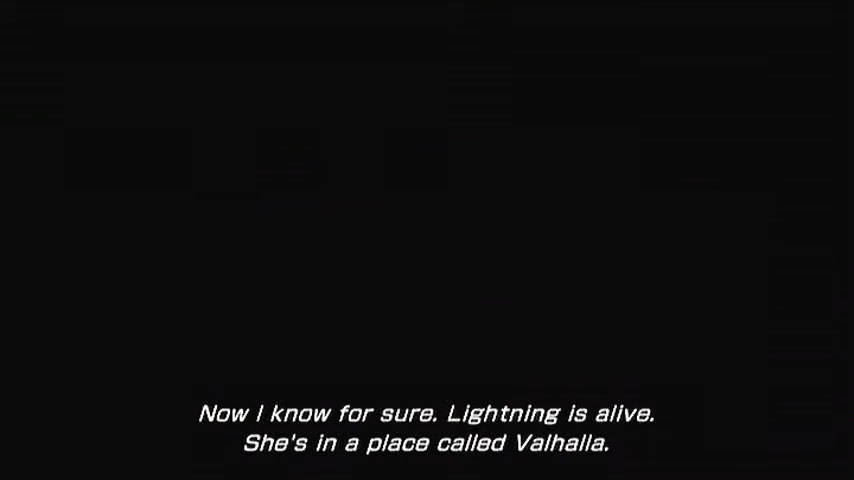 Now I know for sure. Lightning is alive.
She's in a place called Valhalla.